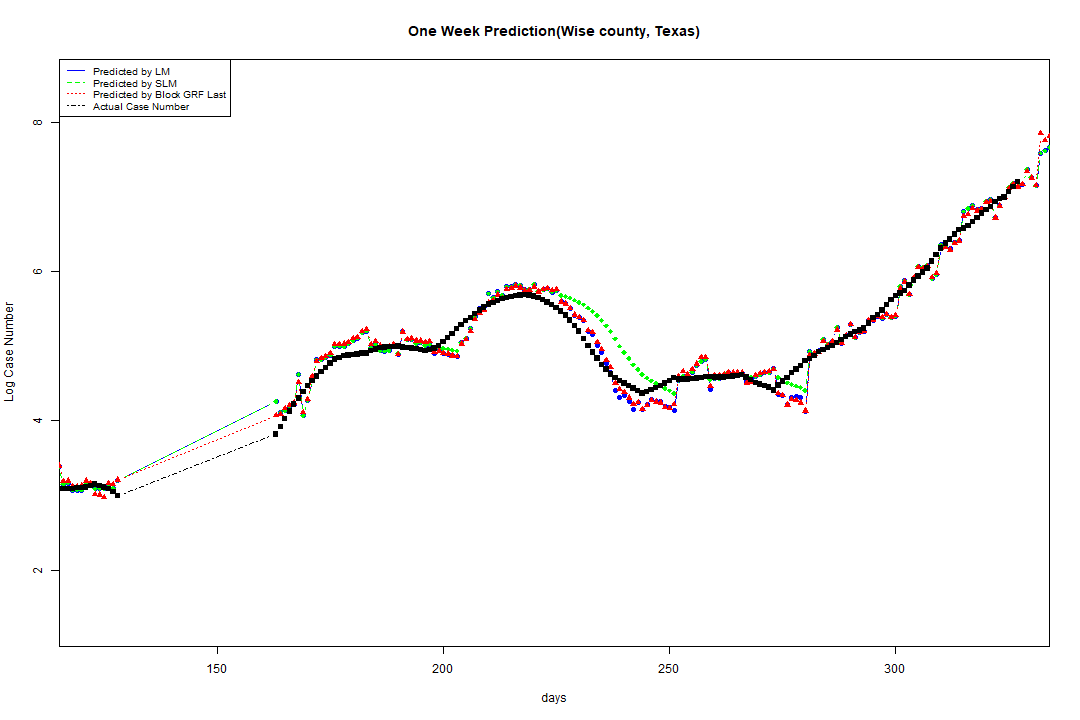 One Week Prediction(Wise county, Texas)
Predicted by LM
Predicted by SLM
Predicted by Block GRF Last
Actual Case Number
8
6
4
2
Log Case Number
150 200 250 300
days